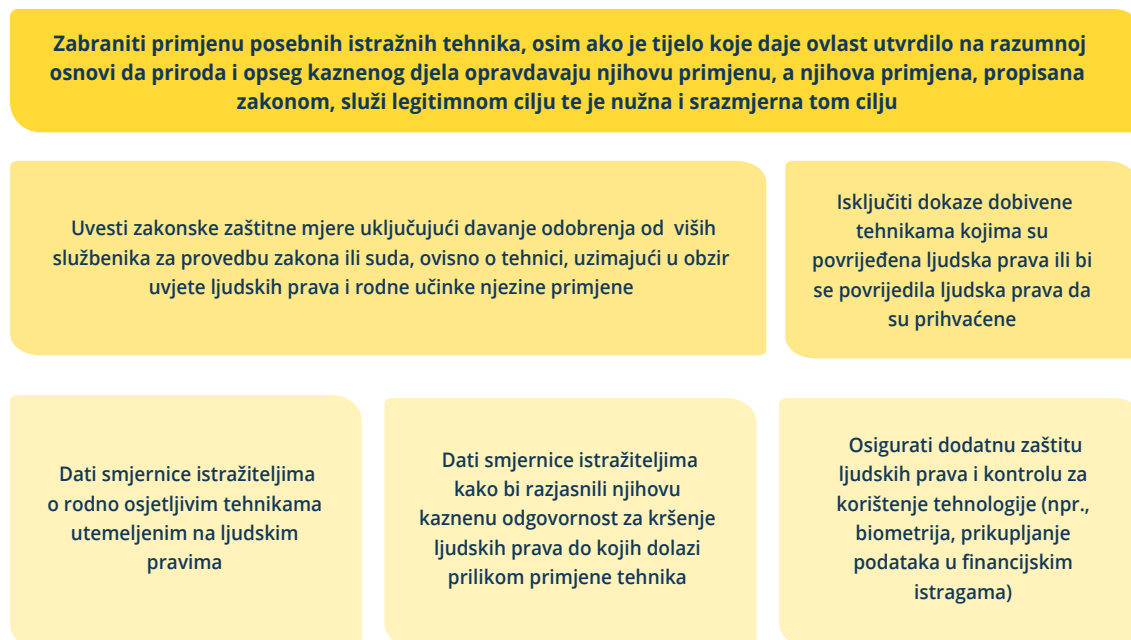 Zabraniti primjenu posebnih istražnih tehnika, osim ako je tijelo koje daje ovlast utvrdilo na razumnoj
osnovi da priroda i opseg kaznenog djela opravdavaju njihovu primjenu, a njihova primjena, propisana
zakonom, služi legitimnom cilju te je nužna i srazmjerna tom cilju
Uvesti zakonske zaštitne mjere uključujući davanje odobrenja od viših
službenika za provedbu zakona ili suda, ovisno o tehnici, uzimajući u obzir
uvjete ljudskih prava i rodne učinke njezine primjene
Isključiti dokaze dobivene
tehnikama kojima su
povrijeđena ljudska prava ili bi
se povrijedila ljudska prava da
su prihvaćene
Dati smjernice istražiteljima
o rodno osjetljivim tehnikama
utemeljenim na ljudskim
pravima
Dati smjernice istražiteljima
kako bi razjasnili njihovu
kaznenu odgovornost za kršenje
ljudskih prava do kojih dolazi
prilikom primjene tehnika
Osigurati dodatnu zaštitu
ljudskih prava i kontrolu za
korištenje tehnologije (npr.,
biometrija, prikupljanje
podataka u financijskim
istragama)